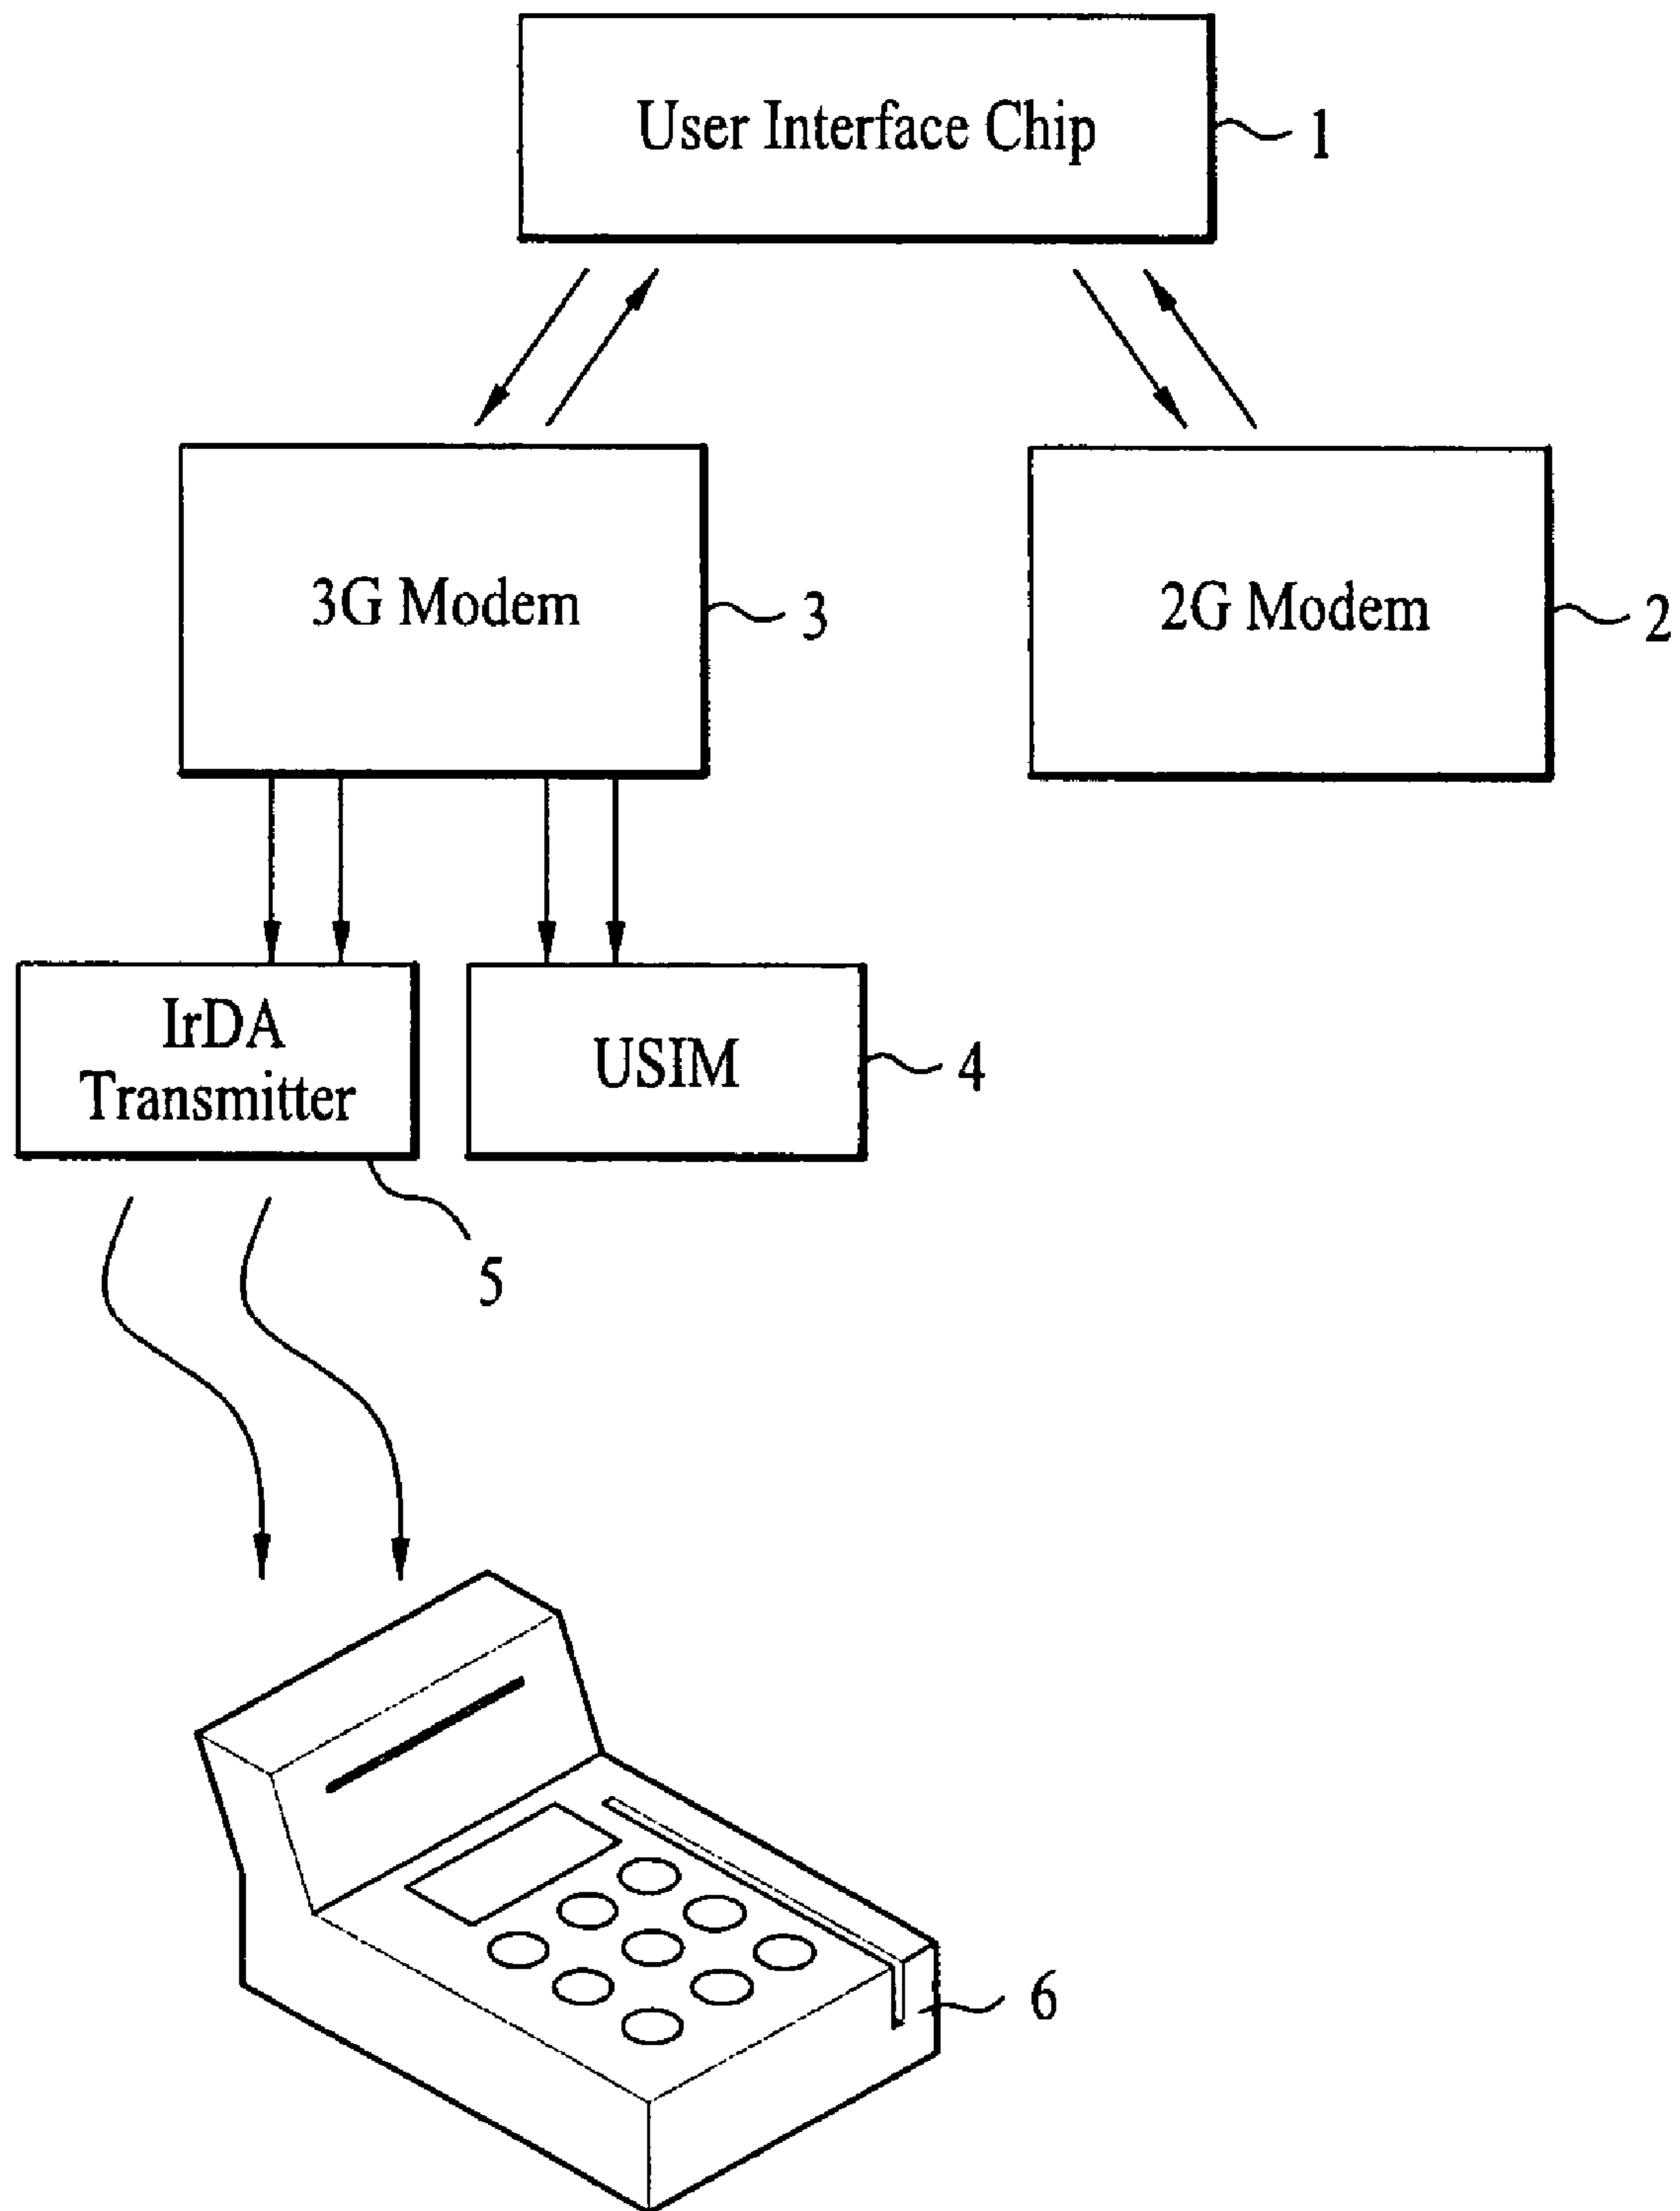 User Interface Chip
1
3G Modem
3
2G Modem
2
IrDA
Transmitter
5
USIM
4
6